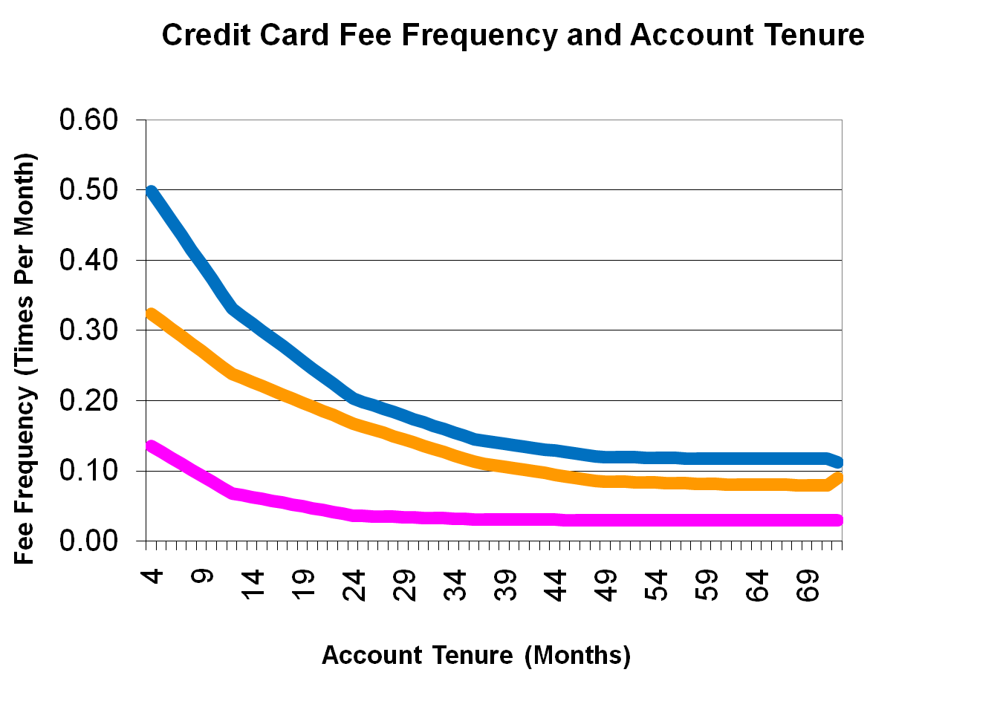 Credit Card Fee Frequency and Account Tenure
Fee Frequency (Times Per Month)
0.60
0.50
0.40
0.30
0.20
0.10
0.00
4 9 14 19 24 29 34 39 44 49 54 59 64 69
Account Tenure (Months)